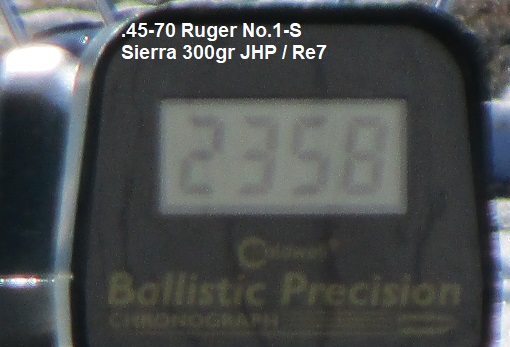 .45-70 Ruger No.1-S
Sierra 300gr JHP / Re7
2358
Caldwell
Ballistic Precision
CHRONOGRAPH